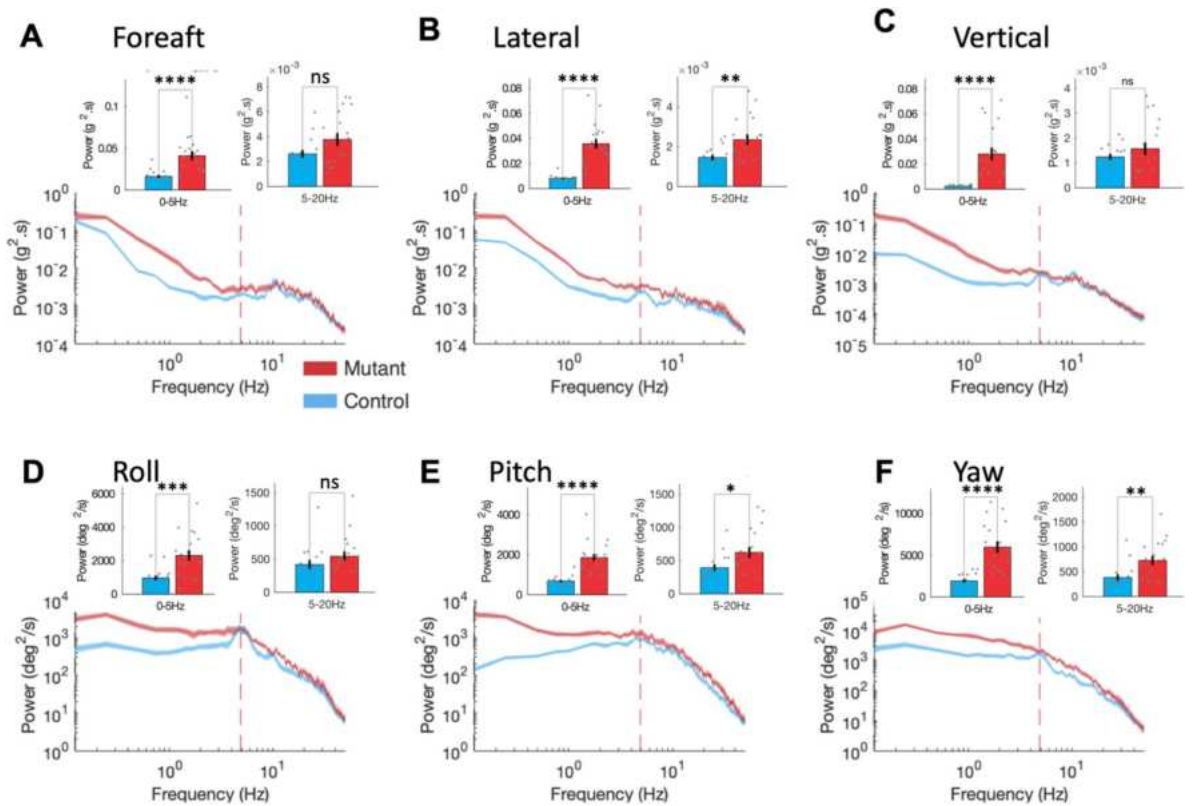 A Foreaft
B Lateral
C Vertical
**** ns
**** **
**** ns
×10⁻³
×10⁻³
×10⁻³
Power (g².s)
0.1
0.05
0
0-5Hz
Power (g².s)
8
6
4
2
0
5-20Hz
Power (g².s)
0.08
0.06
0.04
0.02
0
0-5Hz
Power (g².s)
4
2
0
5-20Hz
Power (g².s)
0.08
0.06
0.04
0.02
0.00
0-5Hz
Power (g².s)
4
3
2
1
0
5-20Hz
Power (g².s)
10⁰
10⁻¹
10⁻²
10⁻³
10⁻⁴
10⁰ 10¹
Frequency (Hz)
Power (g².s)
10⁰
10⁻¹
10⁻²
10⁻³
10⁻⁴
10⁰ 10¹
Frequency (Hz)
Power (g².s)
10⁰
10⁻¹
10⁻²
10⁻³
10⁻⁴
10⁻⁵
10⁰ 10¹
Frequency (Hz)
Mutant
Control
D Roll
E Pitch
F Yaw
*** ns
**** *
**** **
Power (deg²/s)
6000
4000
2000
0
0-5Hz
Power (deg²/s)
1500
1000
500
0
5-20Hz
Power (deg²/s)
4000
2000
0
0-5Hz
Power (deg²/s)
1500
1000
500
0
5-20Hz
Power (deg²/s)
10000
5000
0
0-5Hz
Power (deg²/s)
2000
1500
1000
500
0
5-20Hz
Power (deg²/s)
10⁴
10³
10²
10¹
10⁰
10⁰ 10¹
Frequency (Hz)
Power (deg²/s)
10⁴
10³
10²
10¹
10⁰
10⁰ 10¹
Frequency (Hz)
Power (deg²/s)
10⁵
10⁴
10³
10²
10¹
10⁰
10⁰ 10¹
Frequency (Hz)